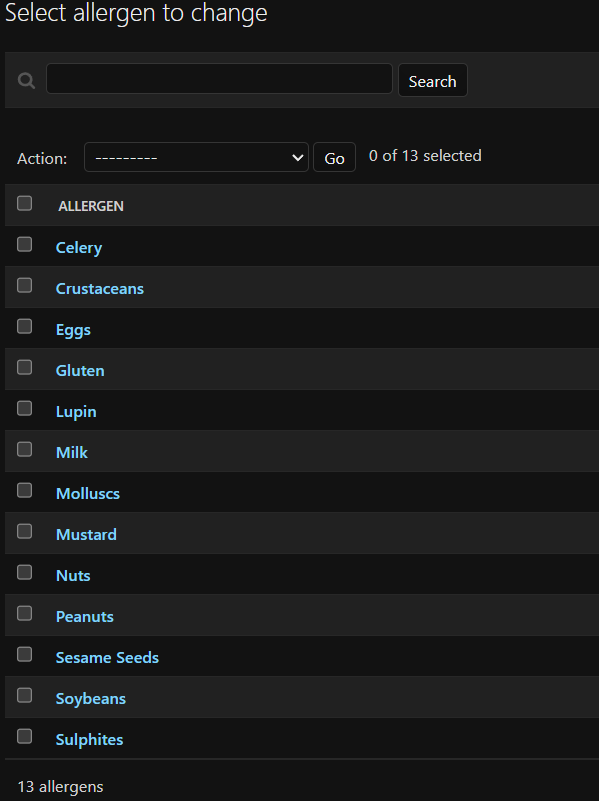 Select allergen to change
Search
Action: --------- Go 0 of 13 selected
ALLERGEN
Celery
Crustaceans
Eggs
Gluten
Lupin
Milk
Molluscs
Mustard
Nuts
Peanuts
Sesame Seeds
Soybeans
Sulphites
13 allergens